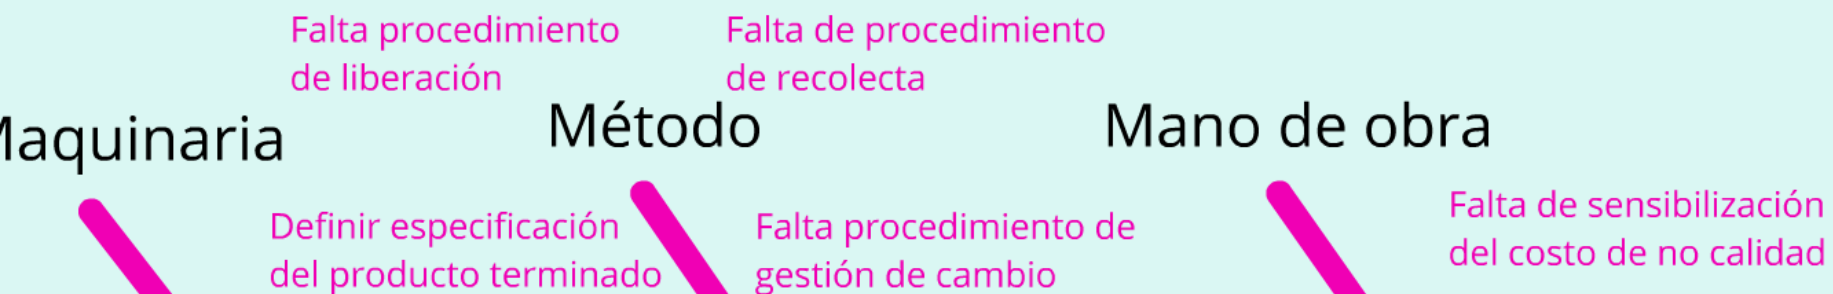 Falta procedimiento
de liberación
Falta de procedimiento
de recolecta
Maquinaria
Método
Mano de obra
Definir especificación
del producto terminado
Falta procedimiento de
gestión de cambio
Falta de sensibilización
del costo de no calidad